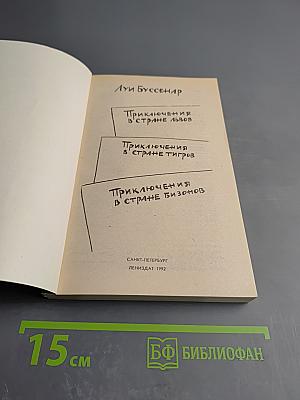 Луи Буссенар
Приключения
в стране львов
Приключения
в стране тигров
Приключения
в стране бизонов
САНКТ-ПЕТЕРБУРГ
ЛЕНИЗДАТ 1992
15 см
БФ БИБЛИОФАН